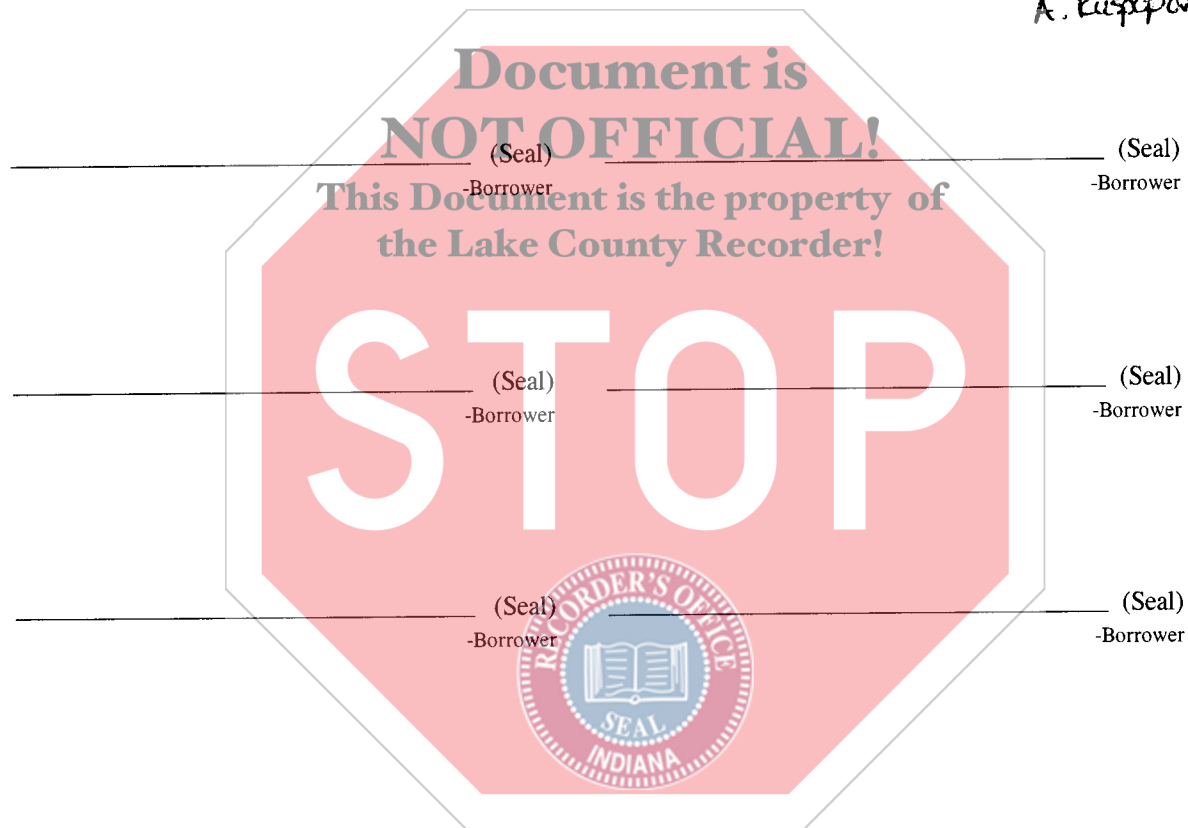 A.
Document is
NOT OFFICIAL!
(Seal) (Seal)
-Borrower -Borrower
This Document is the property of
the Lake County Recorder!
STOP
(Seal) (Seal)
-Borrower -Borrower
(Seal) (Seal)
-Borrower -Borrower
RECORDER'S OFFICE
SEAL
INDIANA